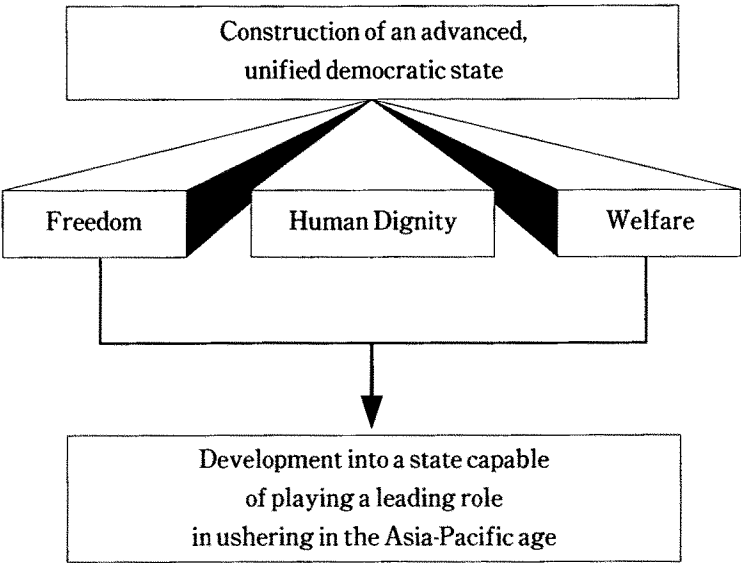 Construction of an advanced,
unified democratic state
Freedom
Human Dignity
Welfare
Development into a state capable
of playing a leading role
in ushering in the Asia-Pacific age